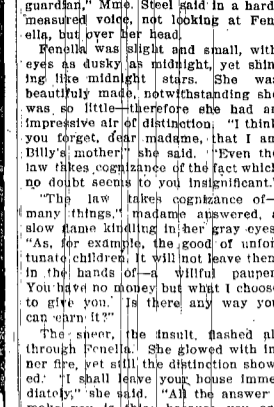 guardian," Mme. Steel said in a hard
measured voice, not looking at Fen
ella, but over her head.
Fenella was slight and small, with
eyes as dusky as midnight, yet shin
ing like midnight stars. She was
beautifuly made, notwithstanding she
was so little—therefore she had an
impressive air of distinction. "I think
you forget, dear madame, that I am
Billy's mother," she said. "Even the
law takes cognizance of the fact which
no doubt seems to you insignificant."
"The law takes cognizance of—
many things," madame answered, a
slow flame kindling in her gray eyes
"As, for example, the good of unfor
tunate children, It will not leave them
in the hands of—a willful pauper
You have no money but what I choose
to give you. Is there any way you
can earn it?"
The sneer, the insult, flashed al
through Fenella. She glowed with in
ner fire, yet still the distinction show
ed. "I shall leave your house imme
diately," she said. "All the answer